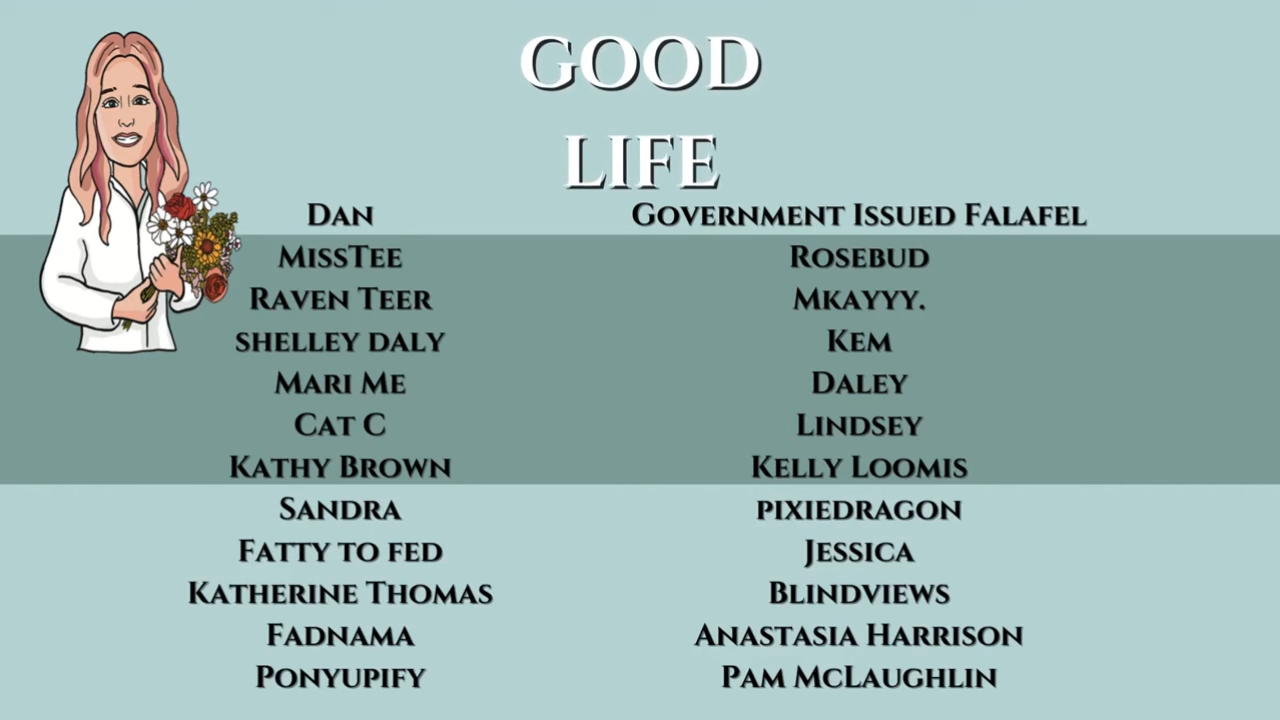 GOOD
LIFE
Dan
Government Issued Falafel
MissTee
Rosebud
Raven Teer
Mkayyy.
shelley daly
Kem
Mari Me
Daley
Cat C
Lindsey
Kathy Brown
Kelly Loomis
Sandra
pixiedragon
Fatty to fed
Jessica
Katherine Thomas
Blindviews
Fadnama
Anastasia Harrison
Ponyupify
Pam McLaughlin